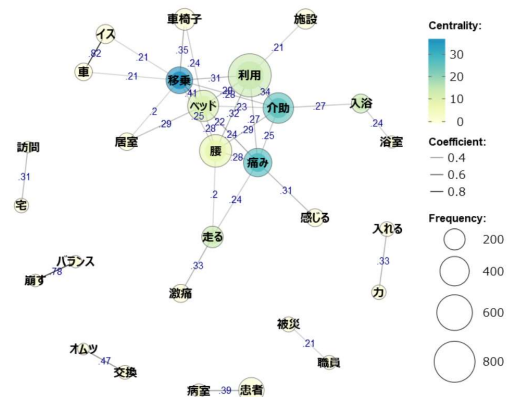 車椅子
施設
イス
Centrality:
.35
.21
.82
.21
車
.21
移乗
.24
.31
利用
30
20
10
0
.41
.34
介助
.27
入浴
.24
浴室
ベッド
.23
.25
.22
.32
.28
.2
.29
居室
.28
.24
.29
.27
.25
腰
.28
痛み
Coefficient:
0.4
0.6
0.8
訪問
.31
宅
.2
.24
.31
感じる
Frequency:
走る
入れる
200
.33
.33
バランス
.78
崩す
激痛
力
400
被災
600
.21
オムツ
.47
交換
職員
800
病室
.39
患者